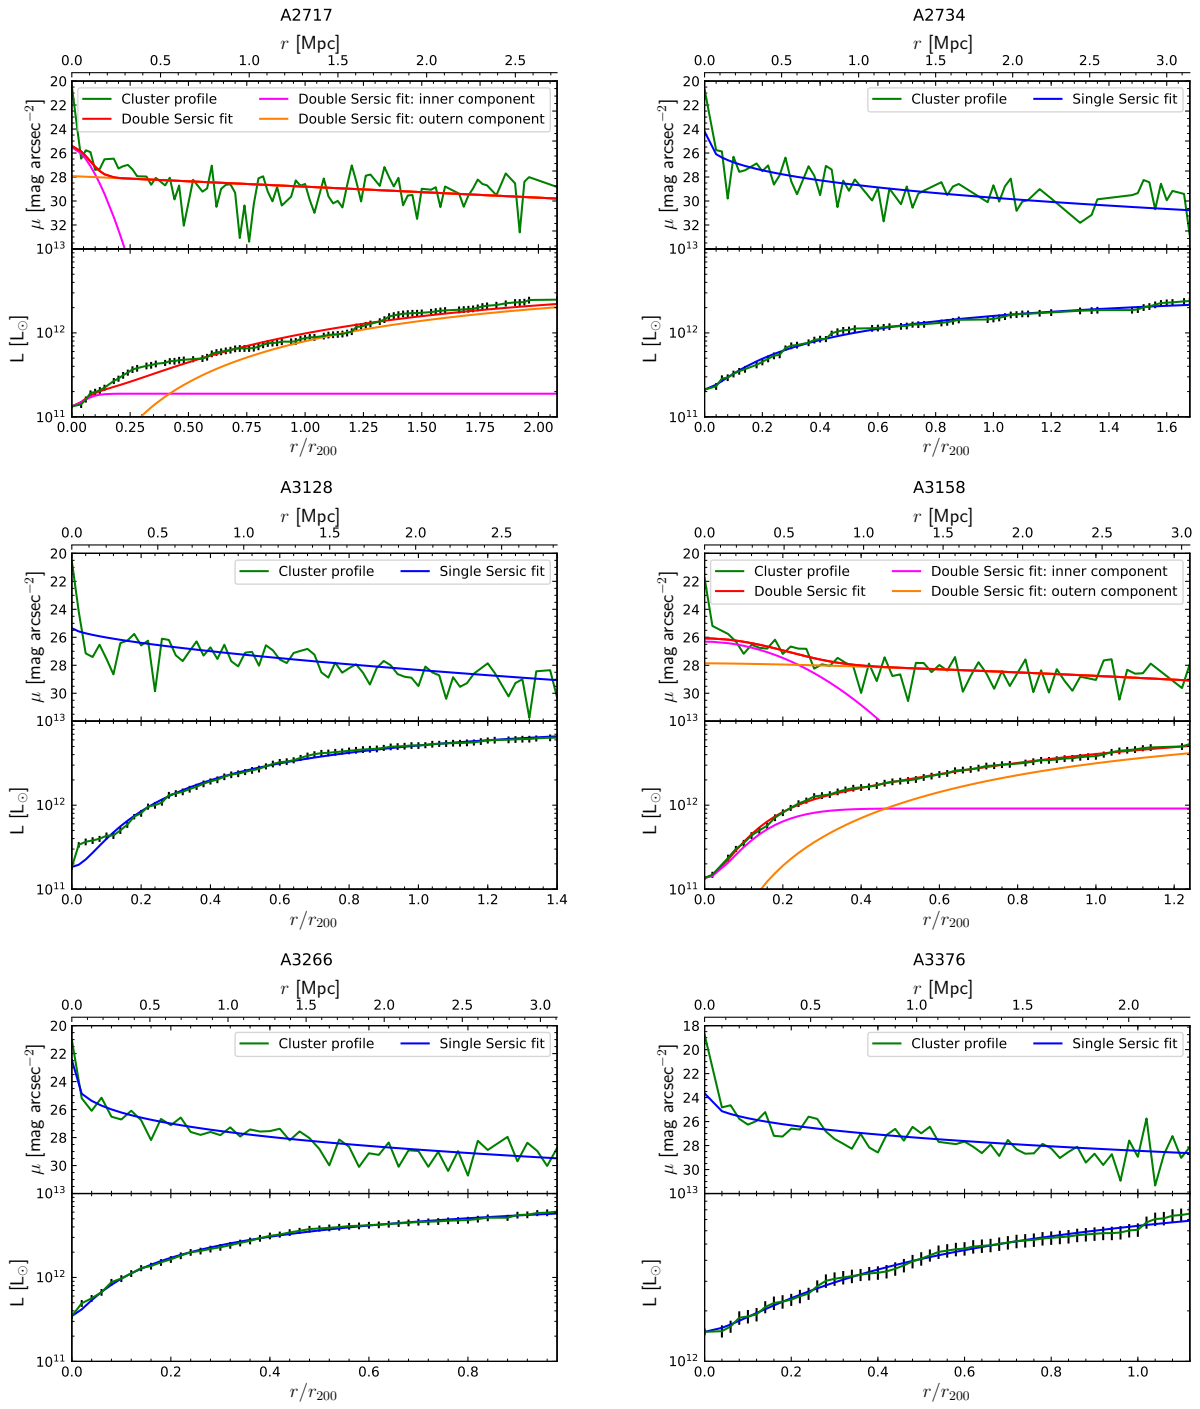 A2717
r [Mpc]
0.0 0.5 1.0 1.5 2.0 2.5
Cluster profile
Double Sersic fit
Double Sersic fit: inner component
Double Sersic fit: outern component
μ [mag arcsec⁻²]
20
22
24
26
28
30
32
10¹³
10¹²
10¹¹
L [L☉]
0.00 0.25 0.50 0.75 1.00 1.25 1.50 1.75 2.00
r/r₂₀₀
A2734
r [Mpc]
0.0 0.5 1.0 1.5 2.0 2.5 3.0
Cluster profile
Single Sersic fit
μ [mag arcsec⁻²]
20
22
24
26
28
30
32
10¹³
10¹²
10¹¹
L [L☉]
0.0 0.2 0.4 0.6 0.8 1.0 1.2 1.4 1.6
r/r₂₀₀
A3128
r [Mpc]
0.0 0.5 1.0 1.5 2.0 2.5
Cluster profile
Single Sersic fit
μ [mag arcsec⁻²]
20
22
24
26
28
30
10¹³
10¹²
10¹¹
L [L☉]
0.0 0.2 0.4 0.6 0.8 1.0 1.2 1.4
r/r₂₀₀
A3158
r [Mpc]
0.0 0.5 1.0 1.5 2.0 2.5 3.0
Cluster profile
Double Sersic fit
Double Sersic fit: inner component
Double Sersic fit: outern component
μ [mag arcsec⁻²]
20
22
24
26
28
30
10¹³
10¹²
10¹¹
L [L☉]
0.0 0.2 0.4 0.6 0.8 1.0 1.2
r/r₂₀₀
A3266
r [Mpc]
0.0 0.5 1.0 1.5 2.0 2.5 3.0
Cluster profile
Single Sersic fit
μ [mag arcsec⁻²]
20
22
24
26
28
30
10¹³
10¹²
10¹¹
L [L☉]
0.0 0.2 0.4 0.6 0.8
r/r₂₀₀
A3376
r [Mpc]
0.0 0.5 1.0 1.5 2.0
Cluster profile
Single Sersic fit
μ [mag arcsec⁻²]
18
20
22
24
26
28
30
10¹³
10¹²
L [L☉]
0.0 0.2 0.4 0.6 0.8 1.0
r/r₂₀₀